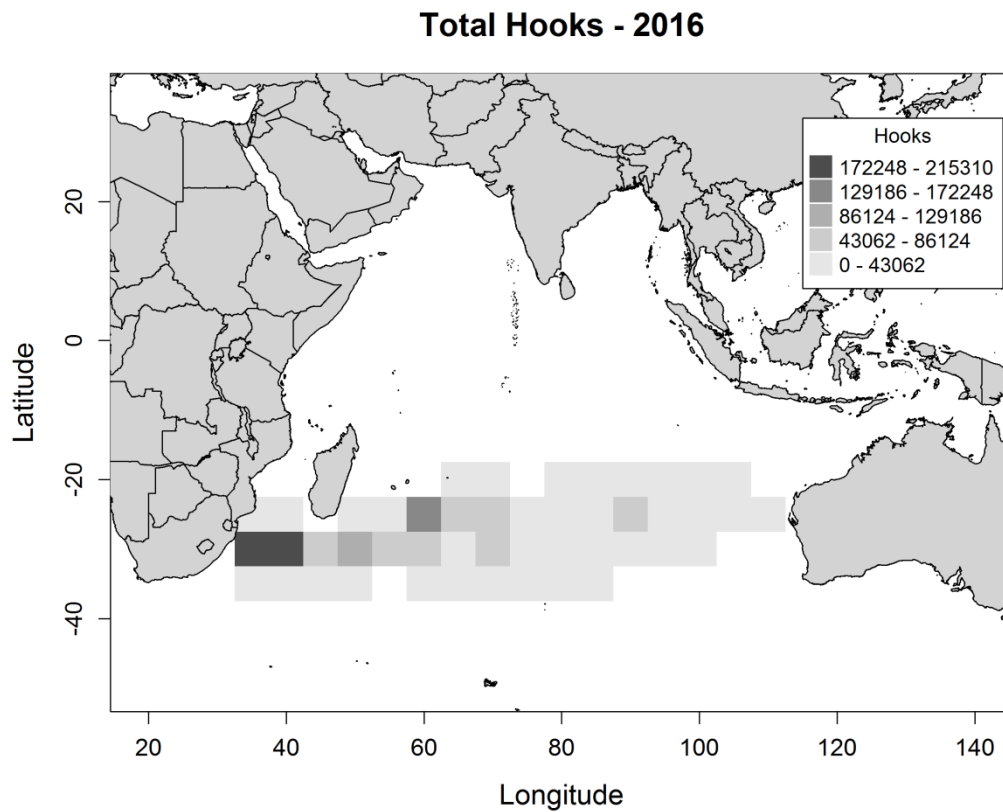 Total Hooks - 2016
Hooks
172248 - 215310
129186 - 172248
86124 - 129186
43062 - 86124
0 - 43062
Latitude
20
0
-20
-40
20 40 60 80 100 120 140
Longitude